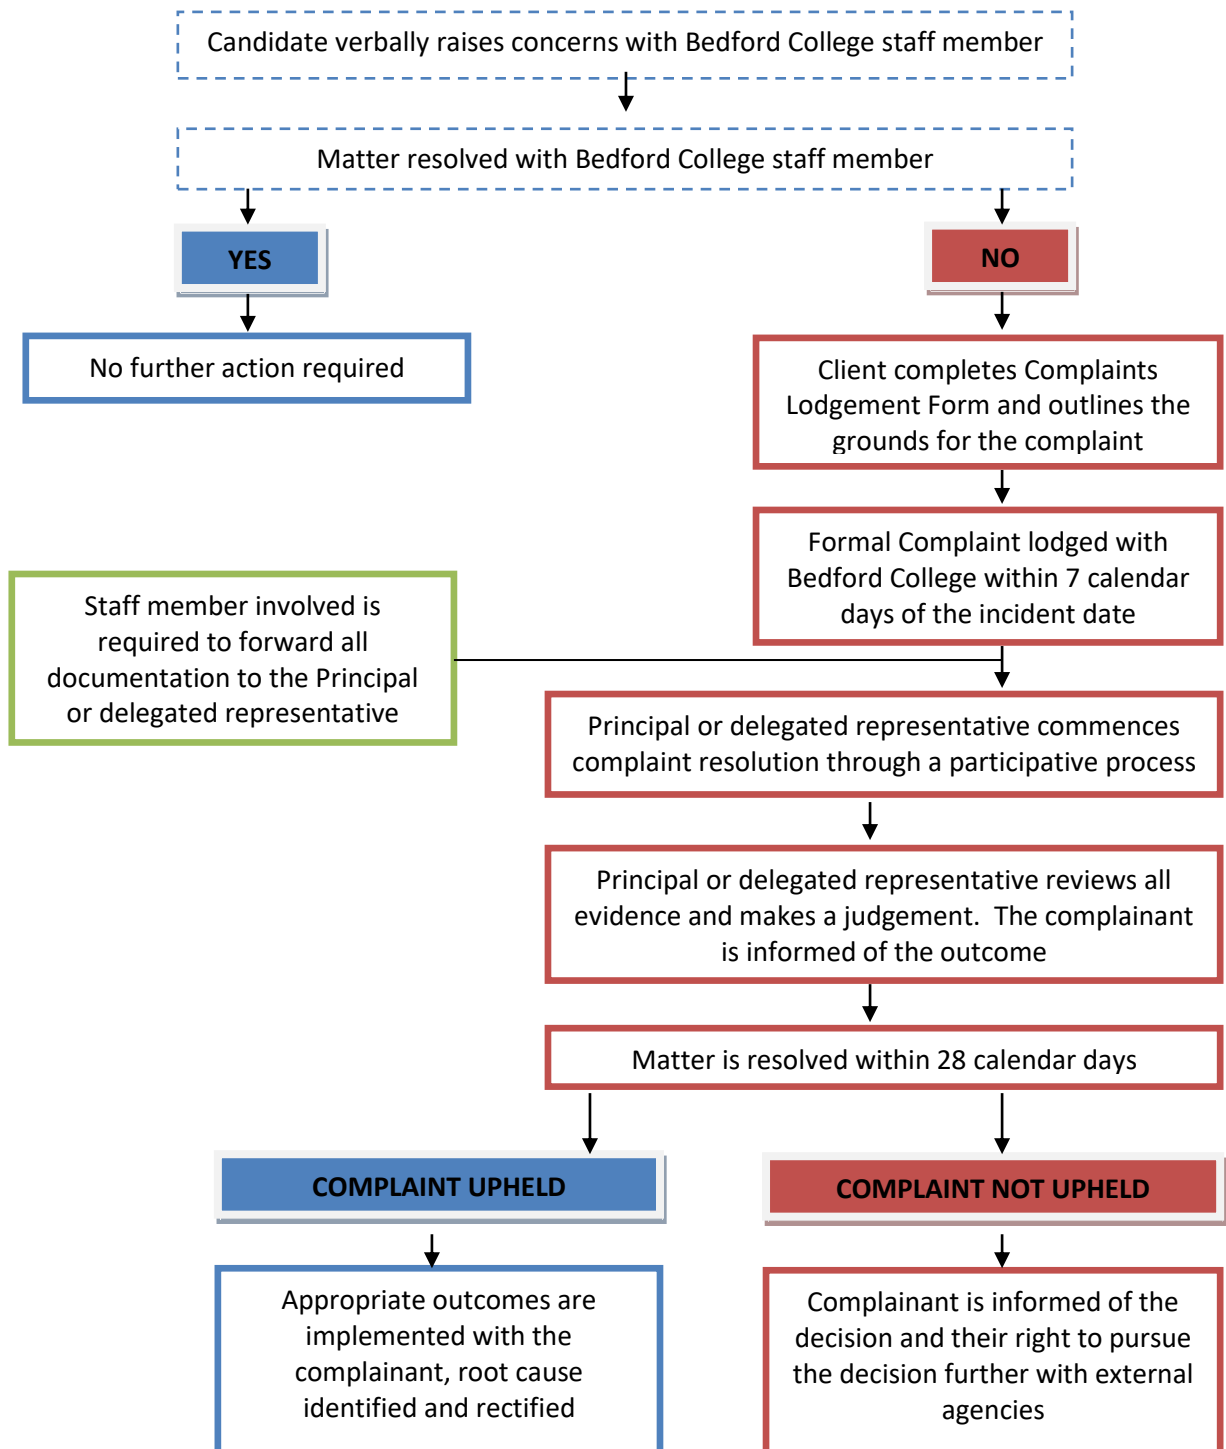 Candidate verbally raises concerns with Bedford College staff member
Matter resolved with Bedford College staff member
YES
NO
No further action required
Client completes Complaints
Lodgement Form and outlines the
grounds for the complaint
Formal Complaint lodged with
Bedford College within 7 calendar
days of the incident date
Staff member involved is
required to forward all
documentation to the Principal
or delegated representative
Principal or delegated representative commences
complaint resolution through a participative process
Principal or delegated representative reviews all
evidence and makes a judgement.  The complainant
is informed of the outcome
Matter is resolved within 28 calendar days
COMPLAINT UPHELD
COMPLAINT NOT UPHELD
Appropriate outcomes are
implemented with the
complainant, root cause
identified and rectified
Complainant is informed of the
decision and their right to pursue
the decision further with external
agencies